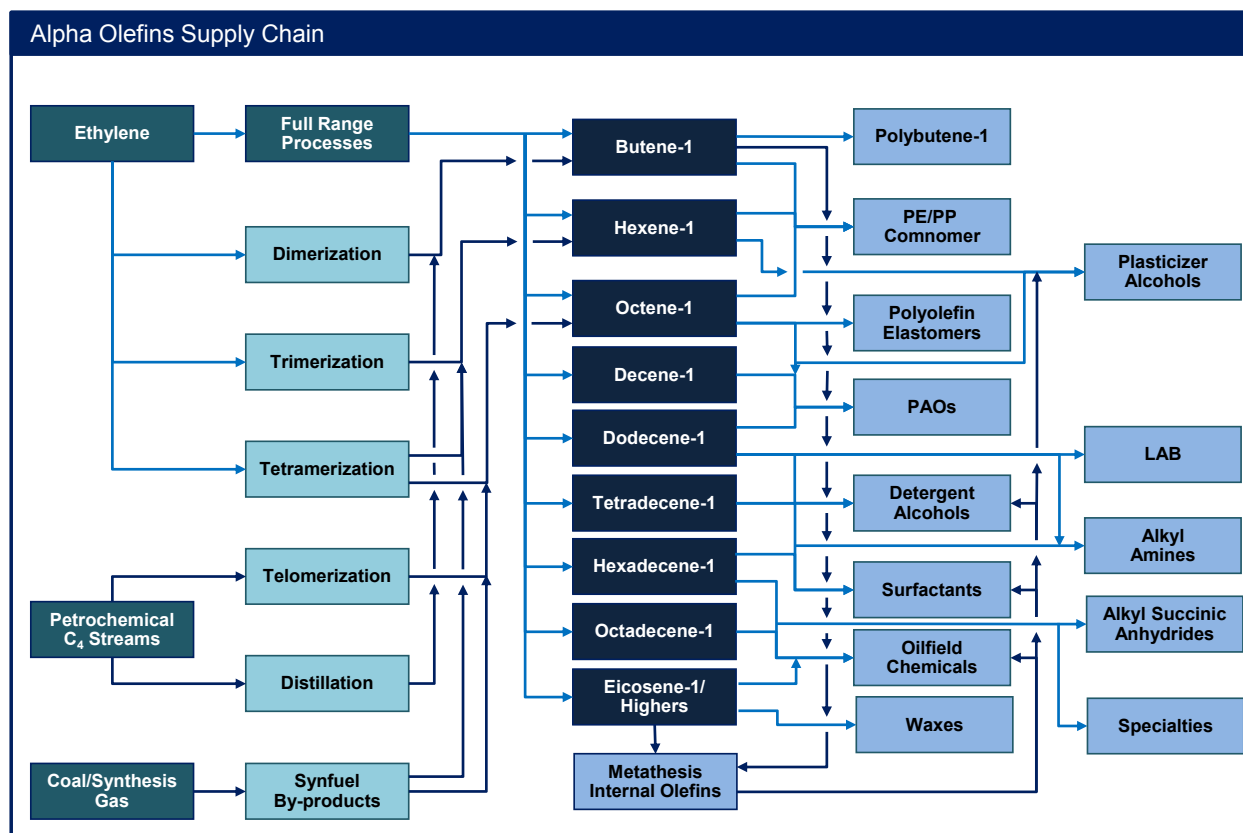 Alpha Olefins Supply Chain
Ethylene
Full Range
Processes
Dimerization
Trimerization
Tetramerization
Telomerization
Petrochemical
C₄ Streams
Distillation
Coal/Synthesis
Gas
Synfuel
By-products
Butene-1
Hexene-1
Octene-1
Decene-1
Dodecene-1
Tetradecene-1
Hexadecene-1
Octadecene-1
Eicosene-1/
Highers
Metathesis
Internal Olefins
Polybutene-1
PE/PP
Comnomer
Polyolefin
Elastomers
PAOs
Detergent
Alcohols
Surfactants
Oilfield
Chemicals
Waxes
Plasticizer
Alcohols
LAB
Alkyl
Amines
Alkyl Succinic
Anhydrides
Specialties